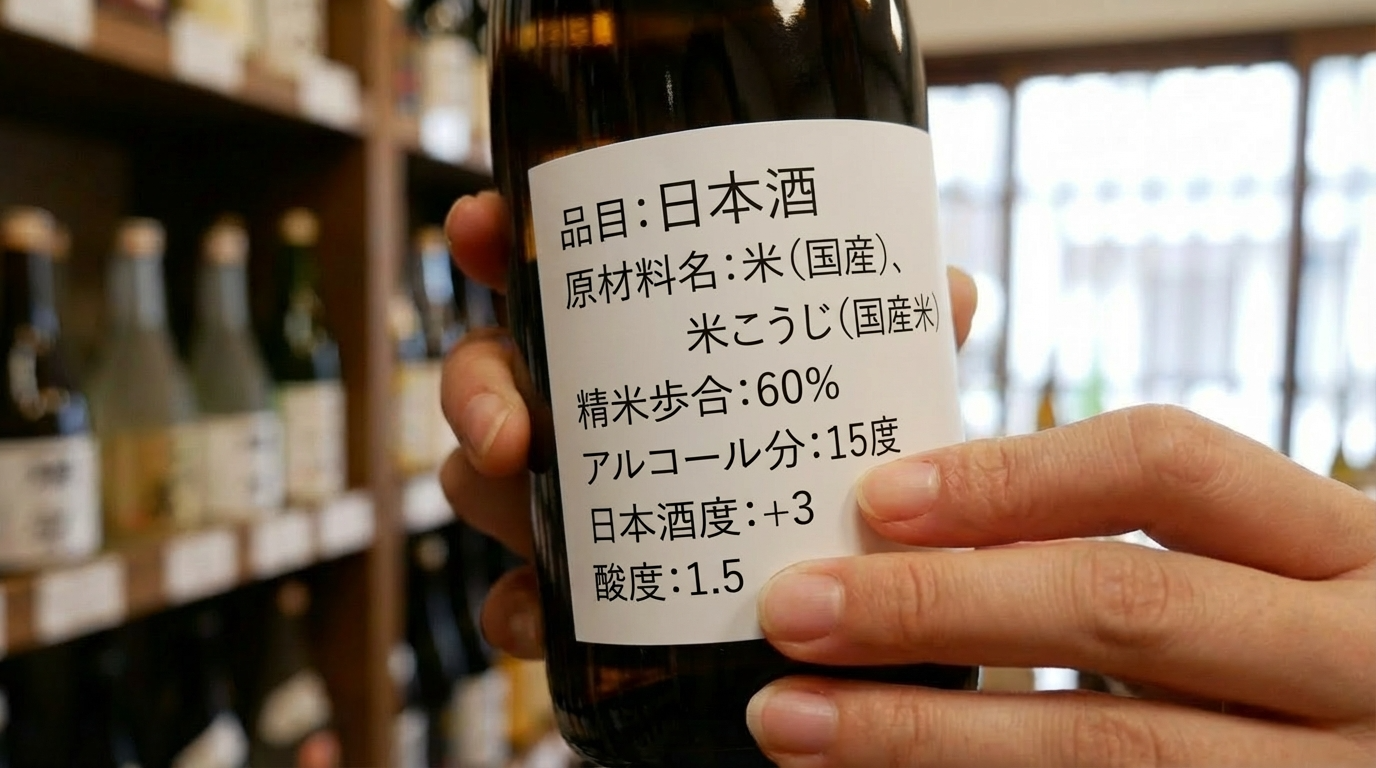 品目：日本酒
原材料名：米（国産）、
米こうじ（国産米）
精米歩合：60%
アルコール分：15度
日本酒度：+3
酸度：1.5